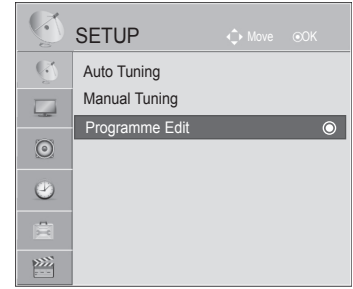 SETUP Move OK
Auto Tuning
Manual Tuning
Programme Edit